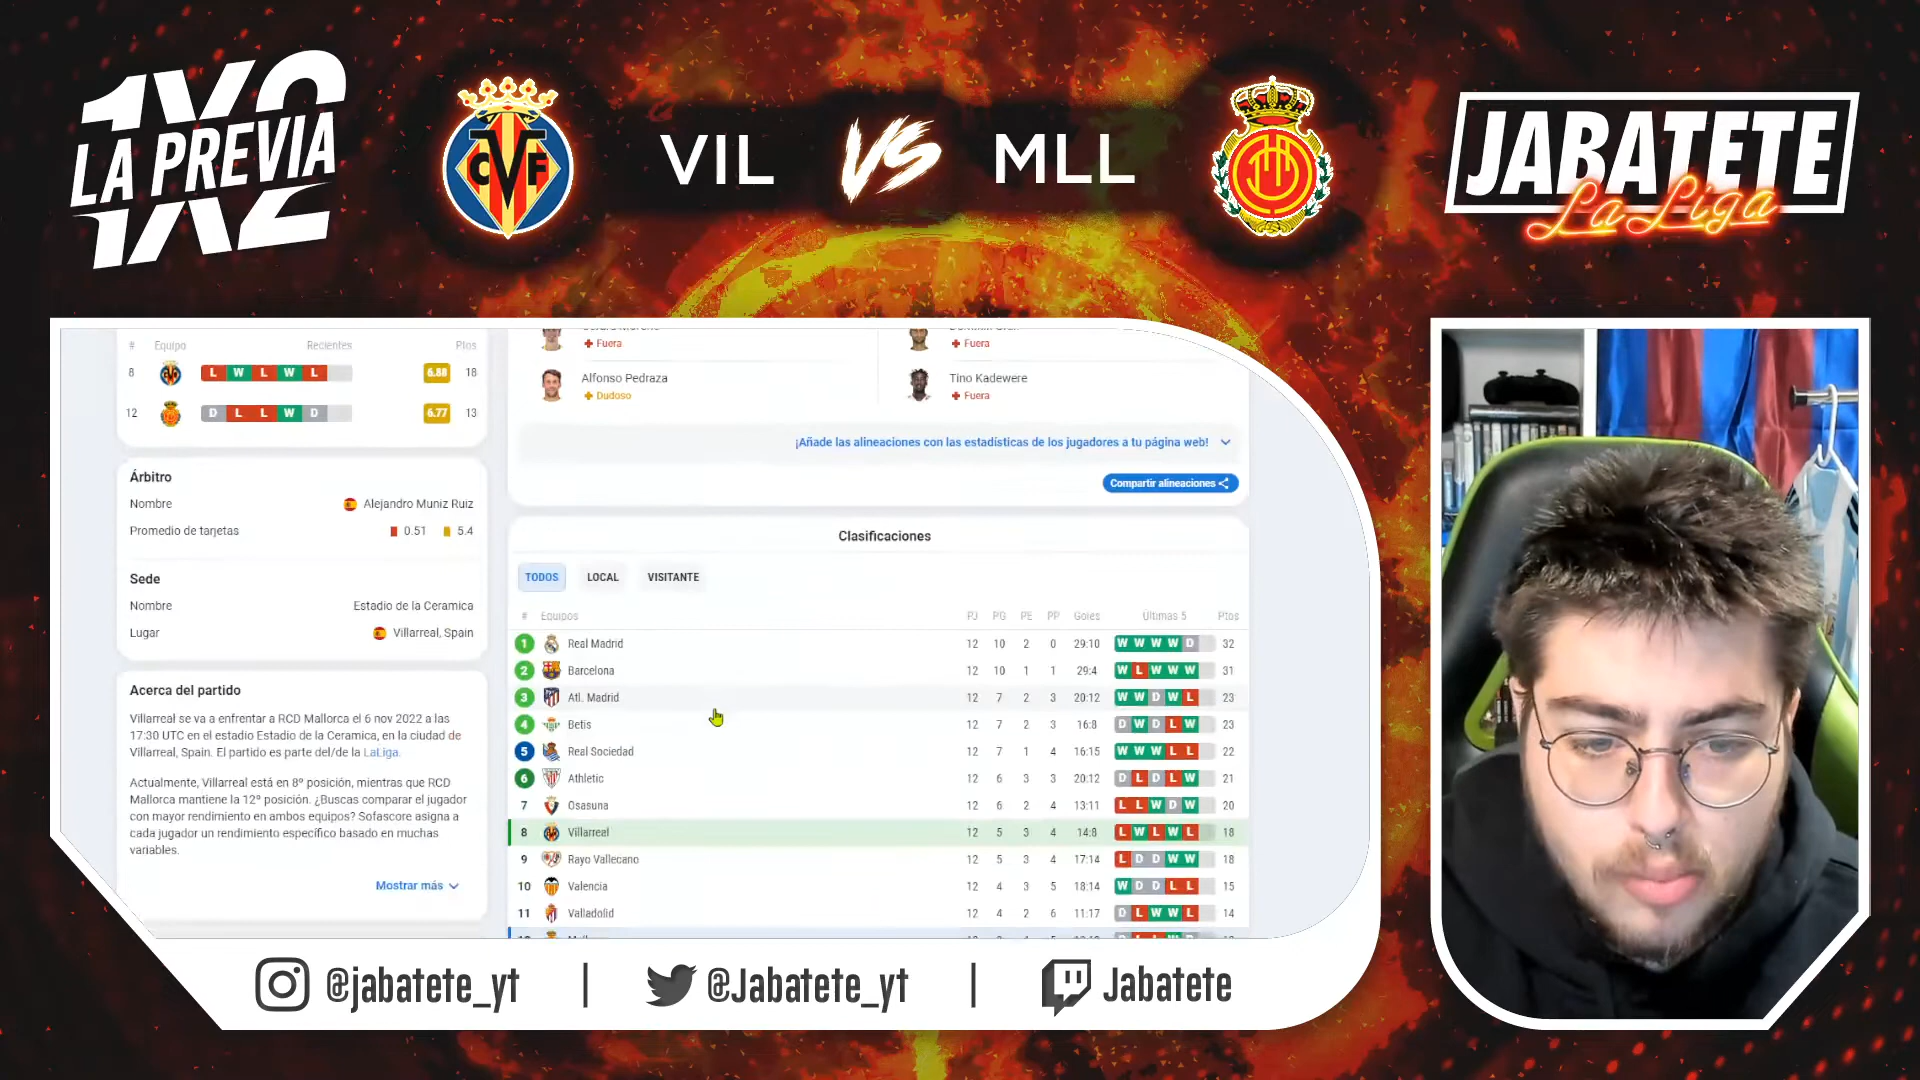 1X2
LA PREVIA
VIL VS MLL
JABATETE
La Liga
# Equipo Recientes Ptos
8 L W L W L 6.88 18
12 D L L W D 6.77 13
Árbitro
Nombre Alejandro Muniz Ruiz
Promedio de tarjetas 0.51 5.4
Sede
Nombre Estadio de la Ceramica
Lugar Villarreal, Spain
Acerca del partido
Villarreal se va a enfrentar a RCD Mallorca el 6 nov 2022 a las
17:30 UTC en el estadio Estadio de la Ceramica, en la ciudad de
Villarreal, Spain. El partido es parte del/de la LaLiga.
Actualmente, Villarreal está en 8º posición, mientras que RCD
Mallorca mantiene la 12º posición. ¿Buscas comparar el jugador
con mayor rendimiento en ambos equipos? Sofascore asigna a
cada jugador un rendimiento específico basado en muchas
variables.
Mostrar más
Fuera Fuera
Alfonso Pedraza Tino Kadewere
Dudoso Fuera
¡Añade las alineaciones con las estadísticas de los jugadores a tu página web!
Compartir alineaciones
Clasificaciones
TODOS LOCAL VISITANTE
# Equipos PJ PG PE PP Goles Últimas 5 Ptos
1 Real Madrid 12 10 2 0 29:10 W W W W D 32
2 Barcelona 12 10 1 1 29:4 W L W W W 31
3 Atl. Madrid 12 7 2 3 20:12 W W D W L 23
4 Betis 12 7 2 3 16:8 D W D L W 23
5 Real Sociedad 12 7 1 4 16:15 W W W L L 22
6 Athletic 12 6 3 3 20:12 D L D L W 21
7 Osasuna 12 6 2 4 13:11 L L W D W 20
8 Villarreal 12 5 3 4 14:8 L W L W L 18
9 Rayo Vallecano 12 5 3 4 17:14 L D D W W 18
10 Valencia 12 4 3 5 18:14 W D D L L 15
11 Valladolid 12 4 2 6 11:17 D L W W L 14
@jabatete_yt | @Jabatete_yt | Jabatete